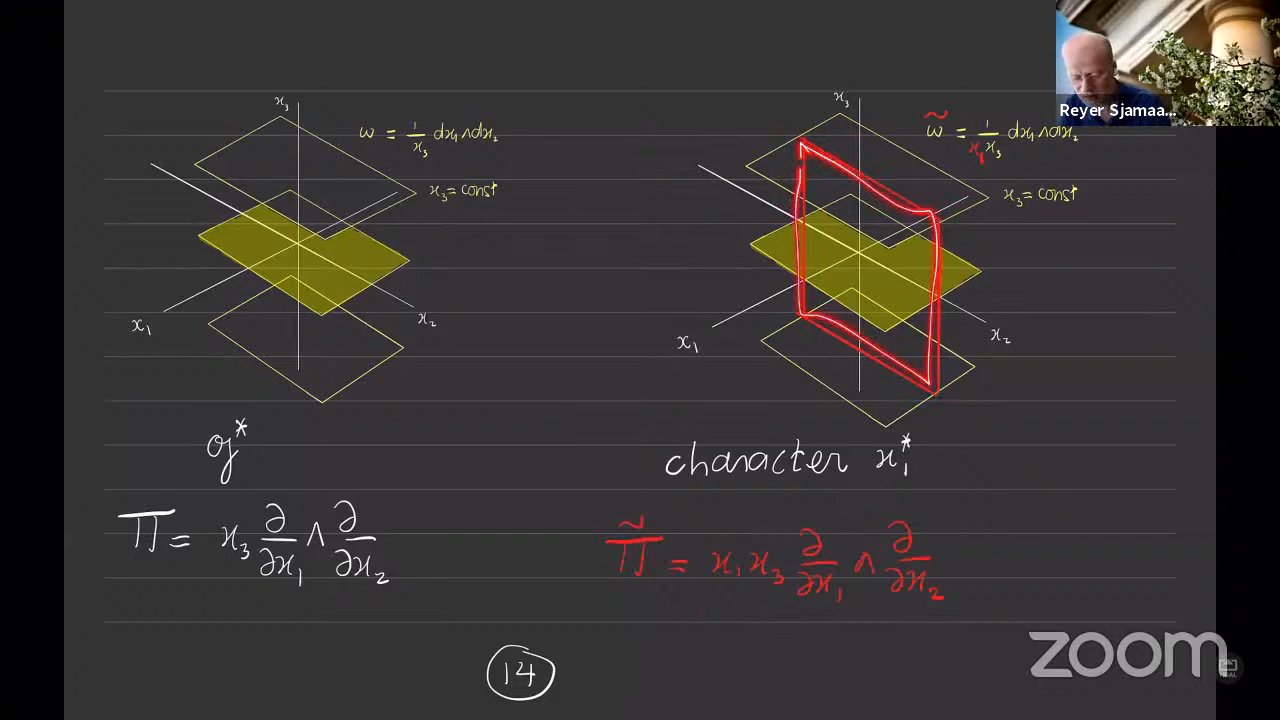 Reyer Sjamaa...
x₃
ω = 1/x₃ dx₁∧dx₂
x₃ = const
x₁
x₂
g*
Π = x₃ ∂/∂x₁ ∧ ∂/∂x₂
x₃
ω̃ = 1/x₁x₃ dx₁∧dx₂
x₃ = const
x₁
x₂
character x₁*
Π̃ = x₁x₃ ∂/∂x₁ ∧ ∂/∂x₂
14
zoom